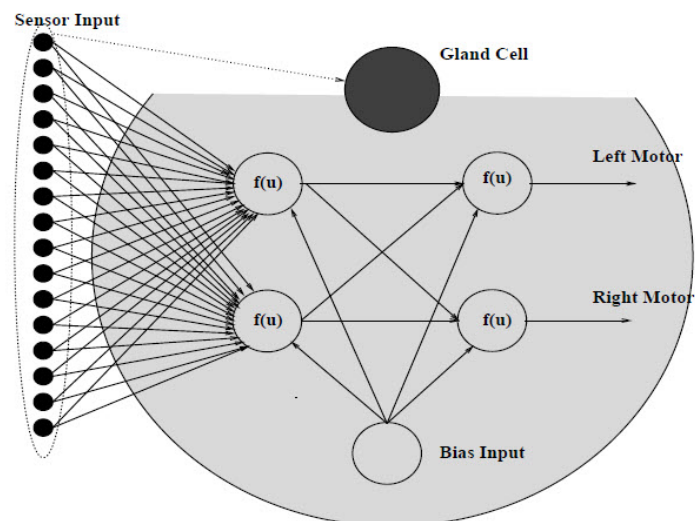 Sensor Input
Gland Cell
Left Motor
f(u)
f(u)
Right Motor
f(u)
f(u)
Bias Input